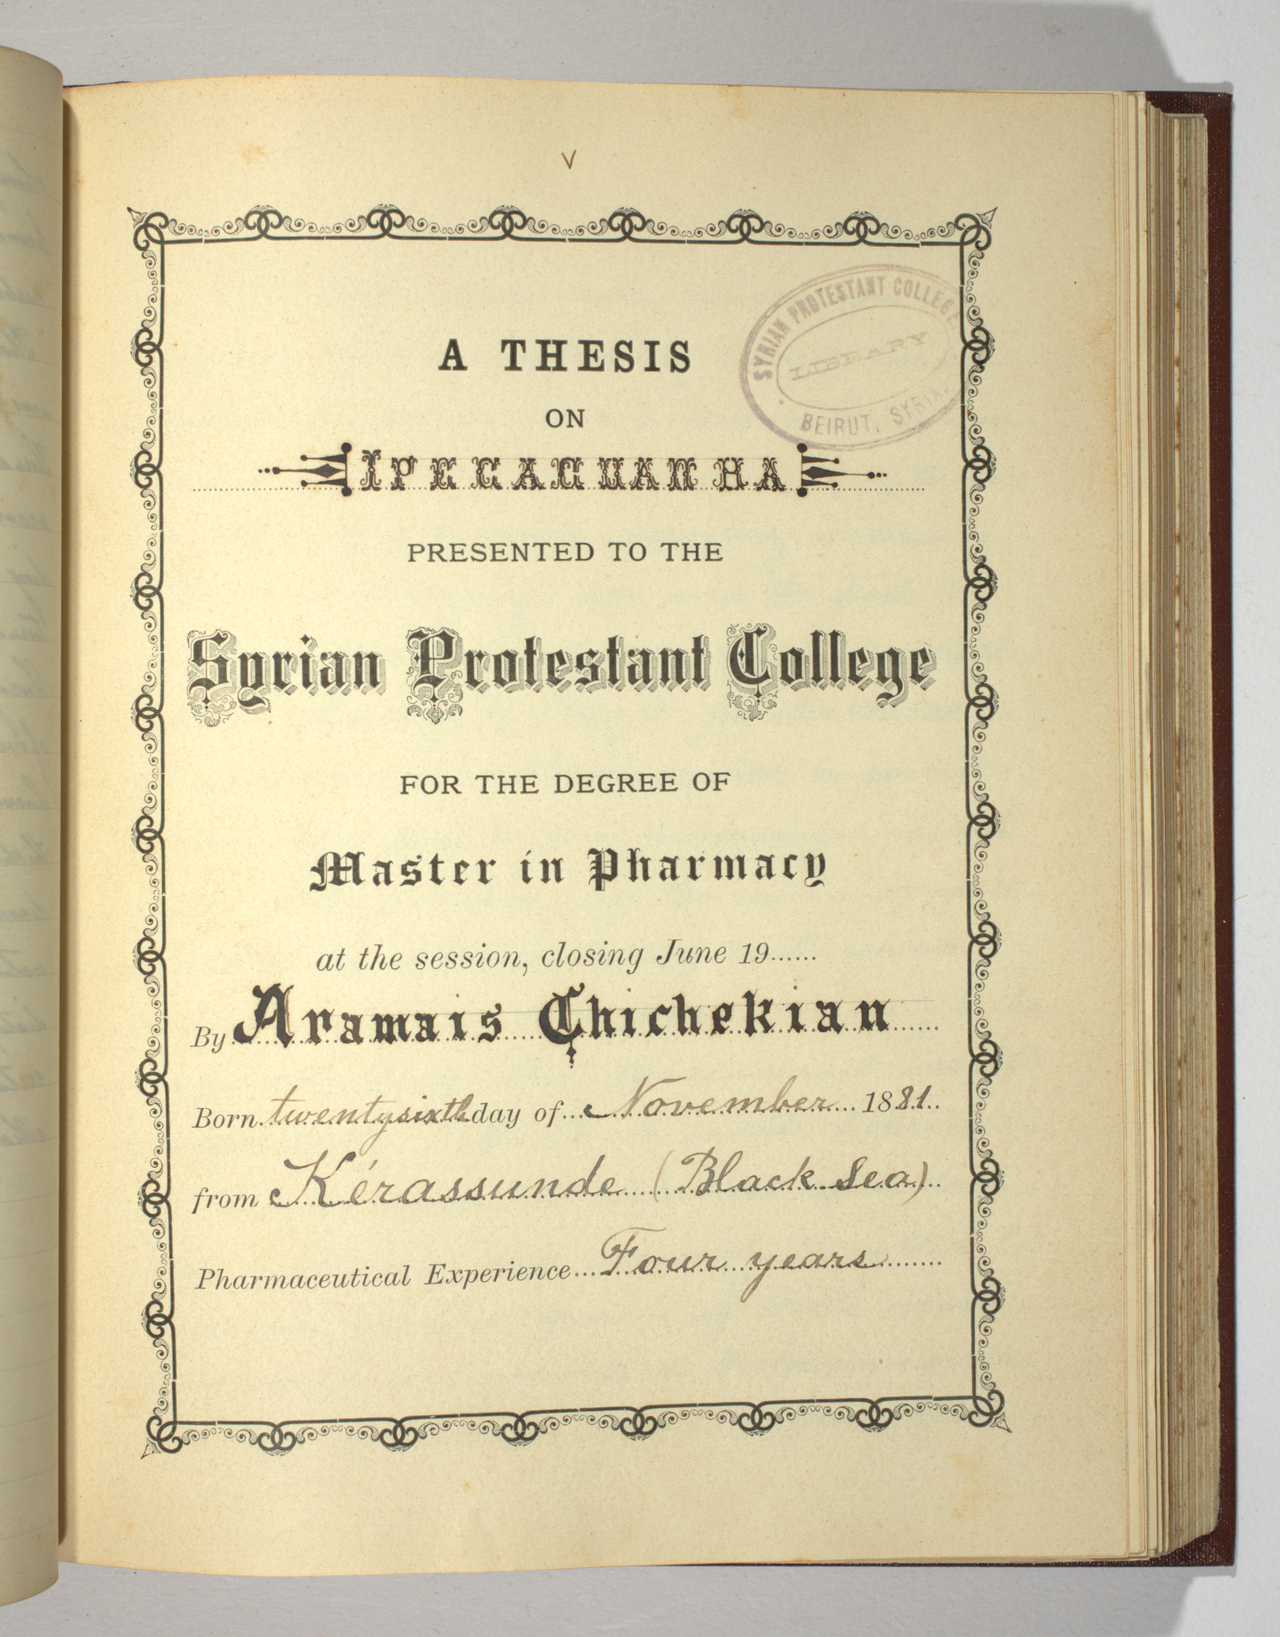 v
SYRIAN PROTESTANT COLLEGE
LIBRARY
BEIRUT, SYRIA.
A THESIS
ON
IPECACUANHA
PRESENTED TO THE
Syrian Protestant College
FOR THE DEGREE OF
Master in Pharmacy
at the session, closing June 19......
By Aramais Chichekian
Born twentysixth day of November 1881
from Kérassunde (Black Sea)
Pharmaceutical Experience Four years